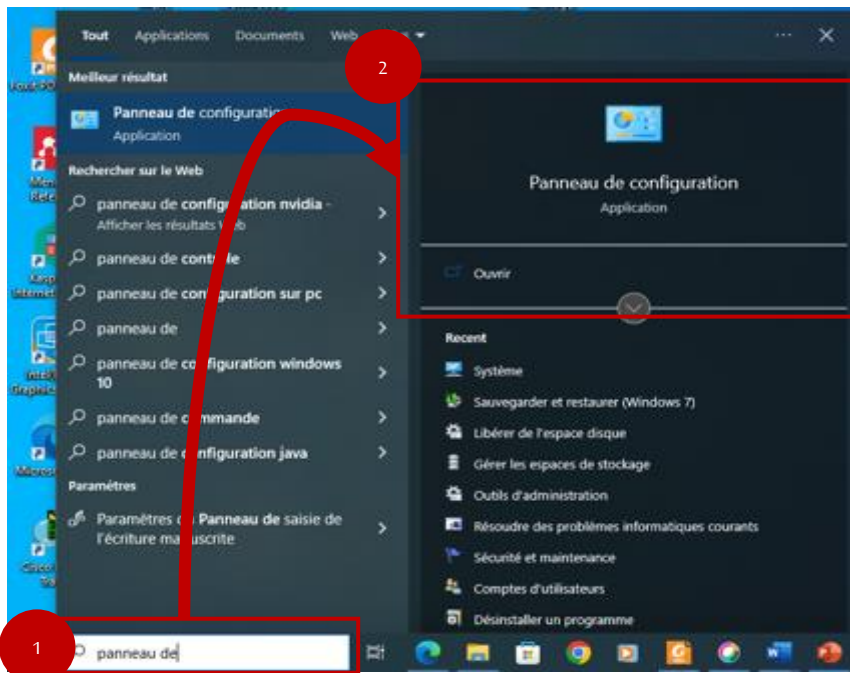 Tout Applications Documents Web
Meilleur résultat
Panneau de configuration
Application
Rechercher sur le Web
panneau de configuration nvidia -
Afficher les résultats Web
panneau de contrôle
panneau de configuration sur pc
panneau de
panneau de configuration windows
10
panneau de commande
panneau de configuration java
Paramètres
Paramètres du Panneau de saisie de
l'écriture manuscrite
1
panneau de
2
Panneau de configuration
Application
Ouvrir
Recent
Système
Sauvegarder et restaurer (Windows 7)
Libérer de l'espace disque
Gérer les espaces de stockage
Outils d'administration
Résoudre des problèmes informatiques courants
Sécurité et maintenance
Comptes d'utilisateurs
Désinstaller un programme